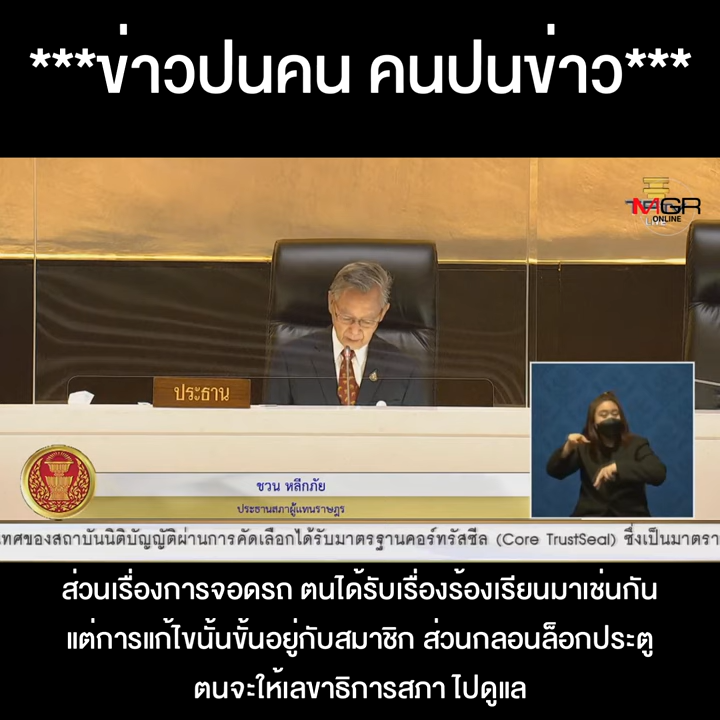 ***ข่าวปนคน คนปนข่าว***
MGR
ONLINE
ประธาน
ชวน หลีกภัย
ประธานสภาผู้แทนราษฎร
เทศของสถาบันนิติบัญญัติผ่านการคัดเลือกได้รับมาตรฐานคอร์ทรัสซีล (Core TrustSeal) ซึ่งเป็นมาตรา
ส่วนเรื่องการจอดรถ ตนได้รับเรื่องร้องเรียนมาเช่นกัน
แต่การแก้ไขนั้นขั้นอยู่กับสมาชิก ส่วนกลอนล็อกประตู
ตนจะให้เลขาธิการสภา ไปดูแล